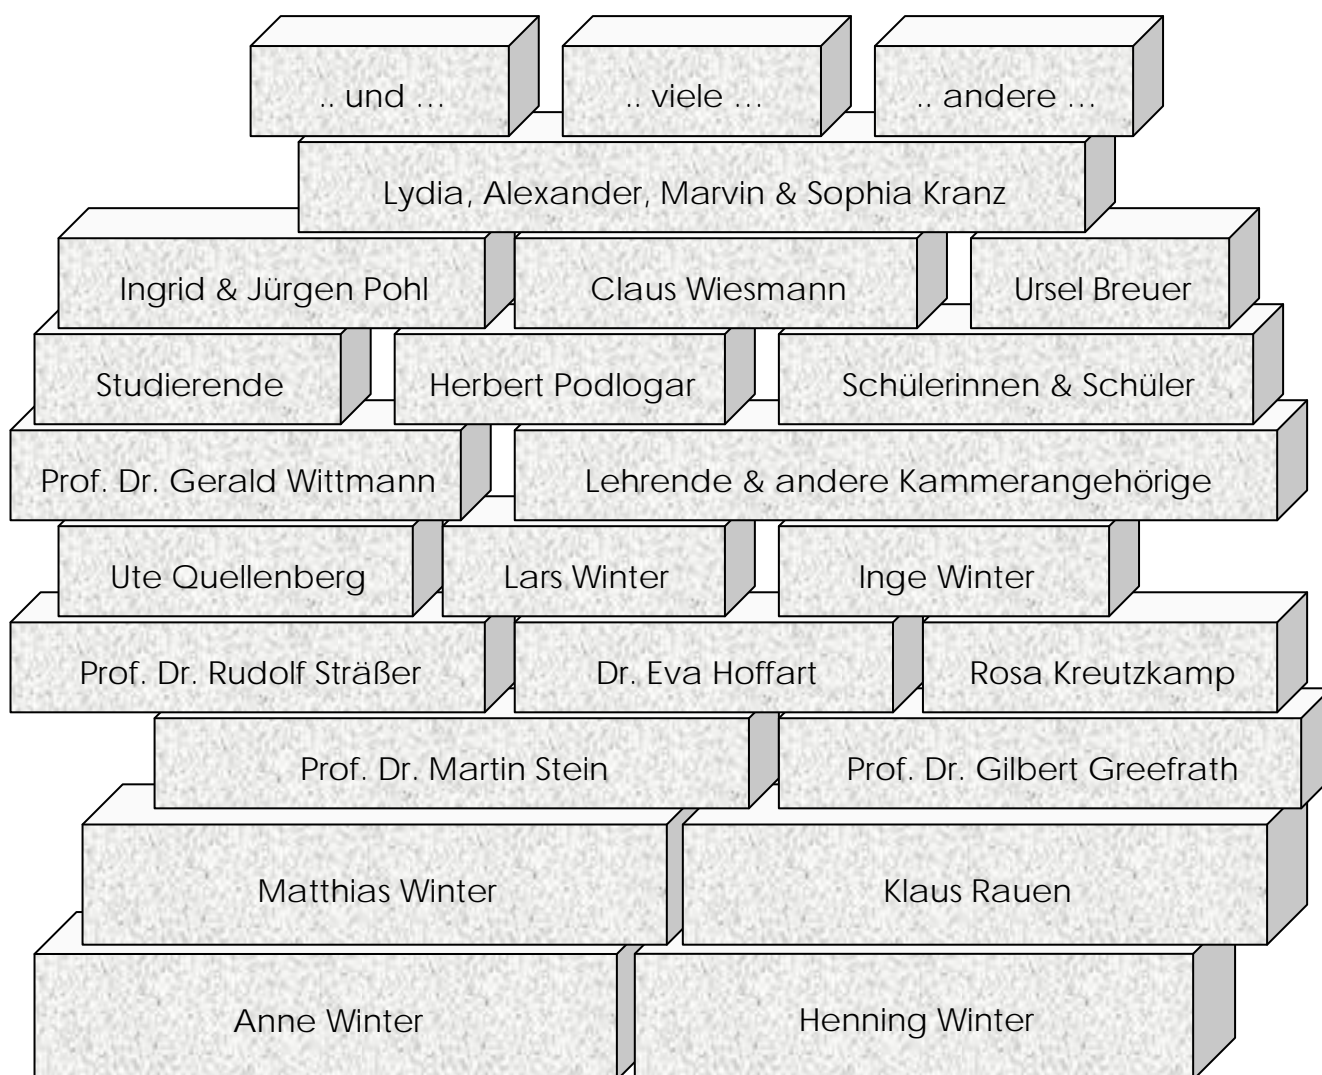 .. und ...
.. viele ...
.. andere ...
Lydia, Alexander, Marvin & Sophia Kranz
Ingrid & Jürgen Pohl
Claus Wiesmann
Ursel Breuer
Studierende
Herbert Podlogar
Schülerinnen & Schüler
Prof. Dr. Gerald Wittmann
Lehrende & andere Kammerangehörige
Ute Quellenberg
Lars Winter
Inge Winter
Prof. Dr. Rudolf Sträßer
Dr. Eva Hoffart
Rosa Kreutzkamp
Prof. Dr. Martin Stein
Prof. Dr. Gilbert Greefrath
Matthias Winter
Klaus Rauen
Anne Winter
Henning Winter